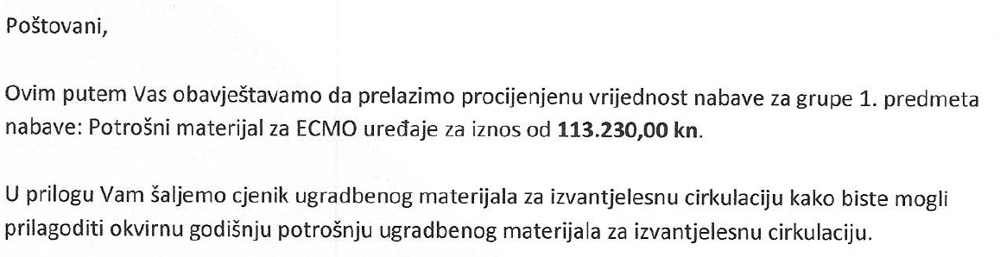 Poštovani,
Ovim putem Vas obavještavamo da prelazimo procijenjenu vrijednost nabave za grupe 1. predmeta
nabave: Potrošni materijal za ECMO uređaje za iznos od 113.230,00 kn.
U prilogu Vam šaljemo cjenik ugradbenog materijala za izvantjelesnu cirkulaciju kako biste mogli
prilagoditi okvirnu godišnju potrošnju ugradbenog materijala za izvantjelesnu cirkulaciju.